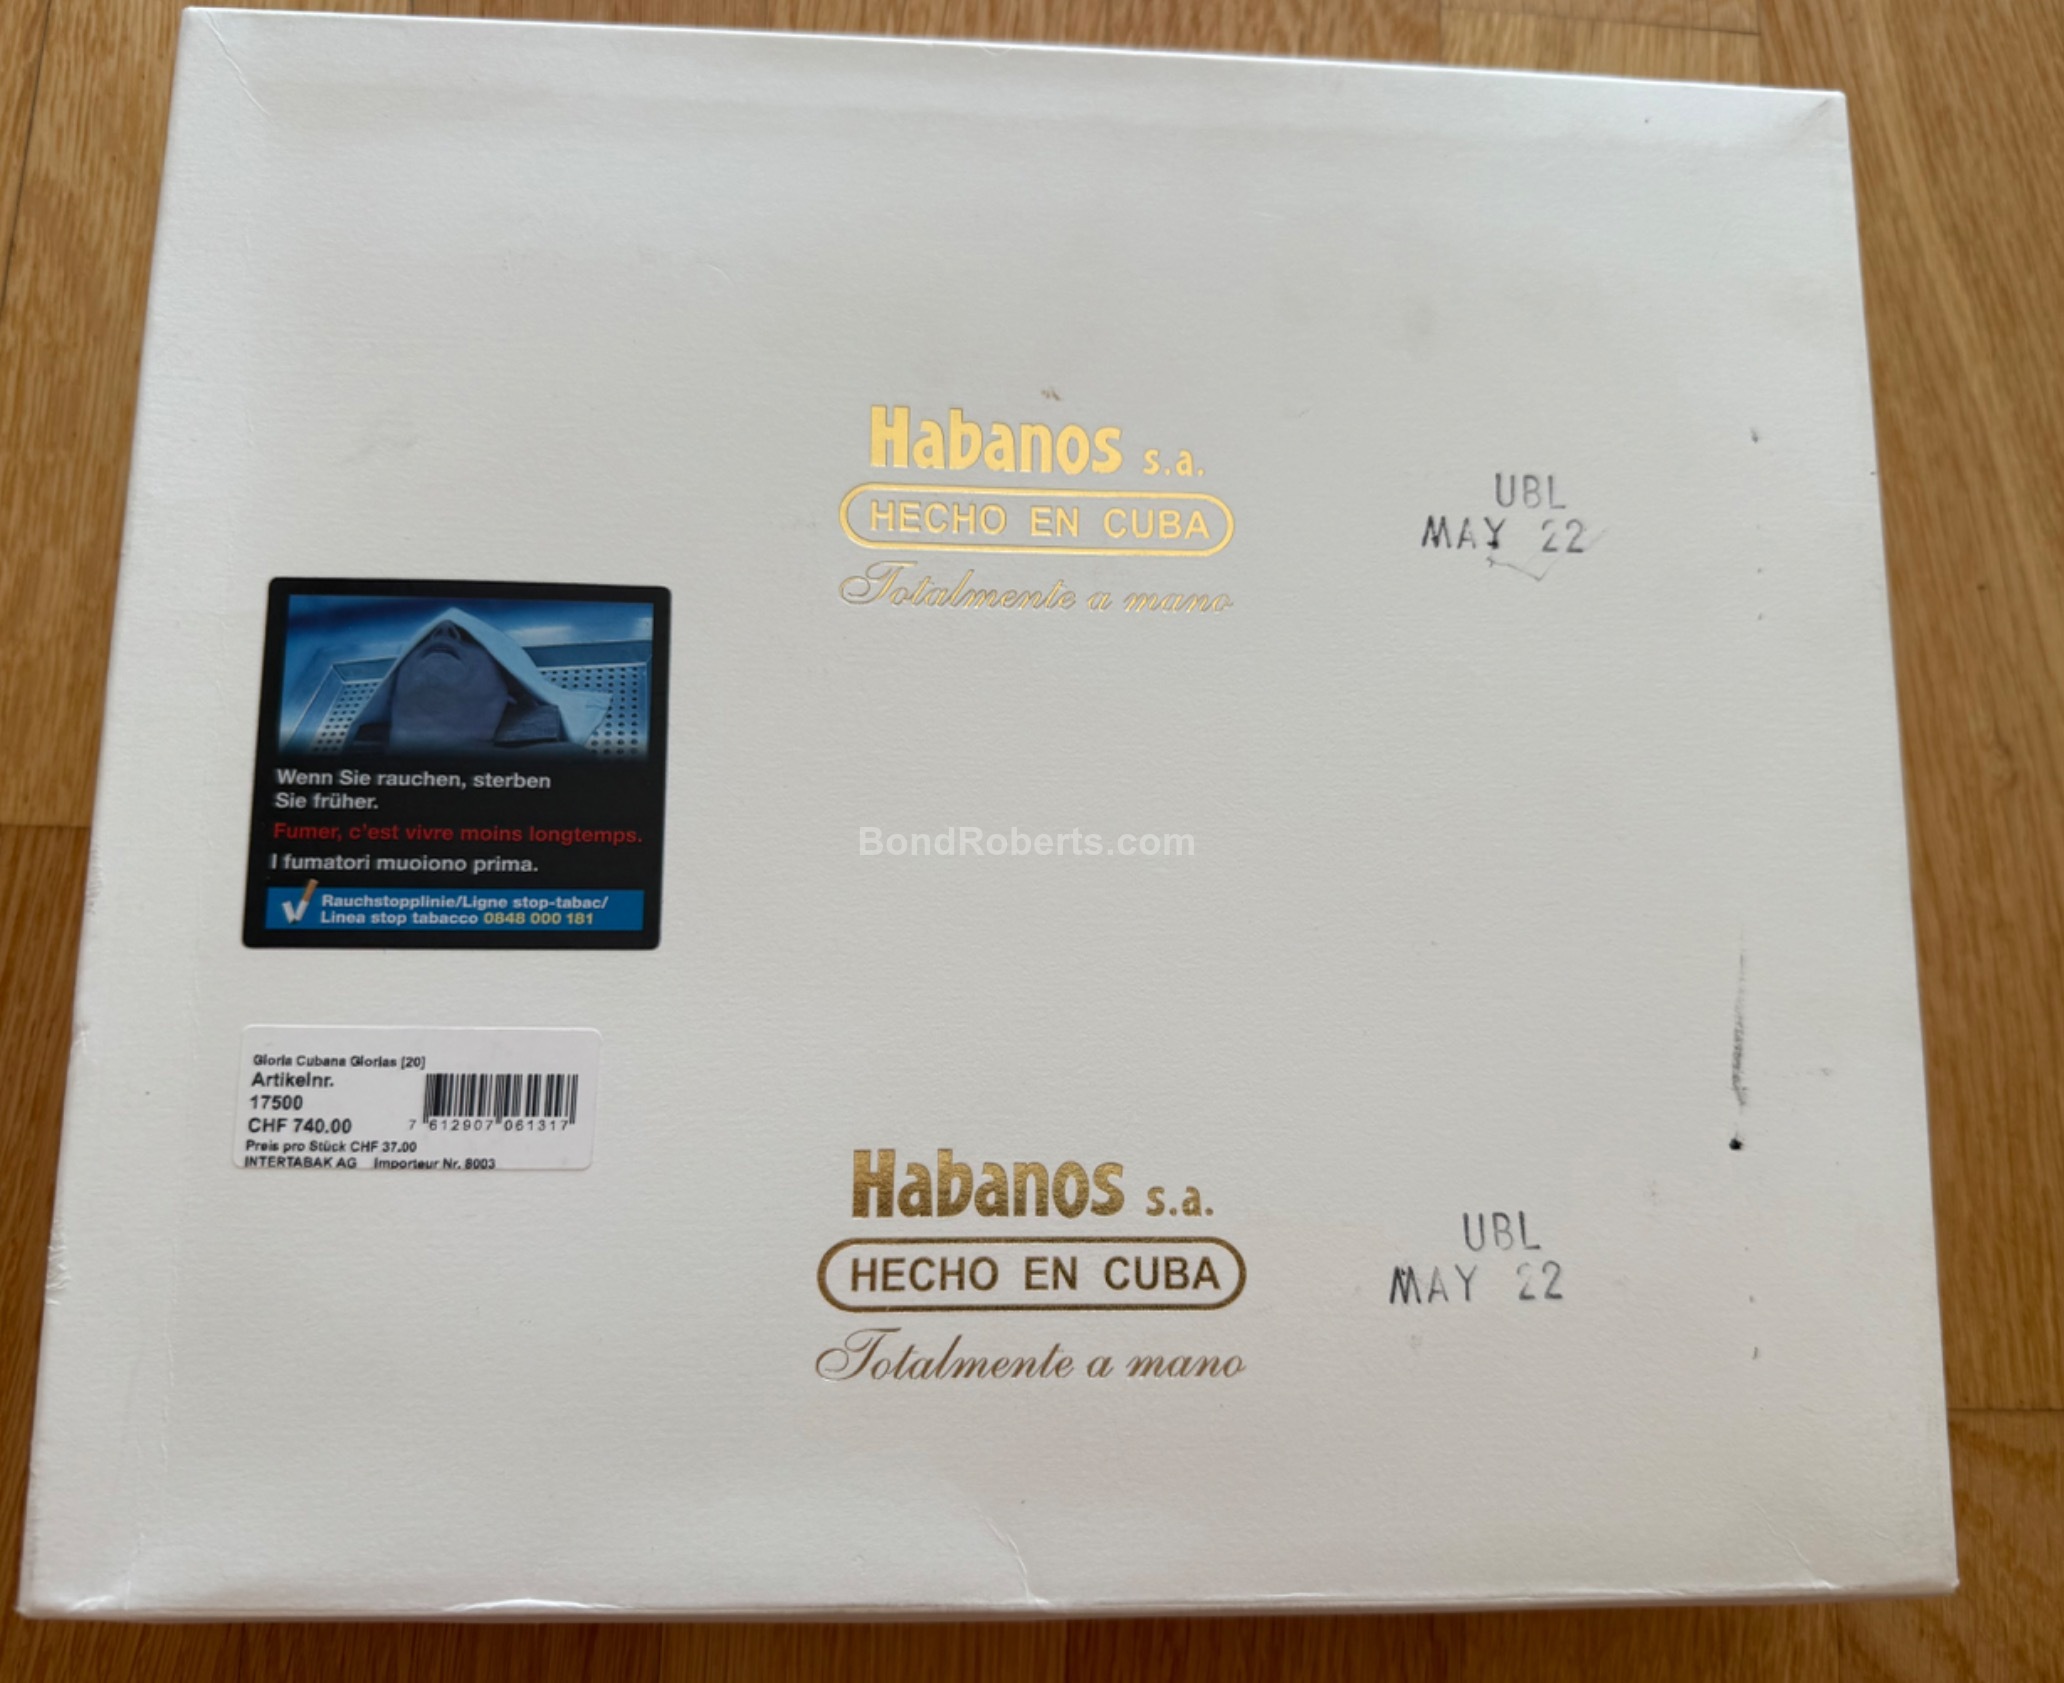 Habanos s.a.
HECHO EN CUBA
Totalmente a mano
UBL
MAY 22
Wenn Sie rauchen, sterben
Sie früher.
Fumer, c'est vivre moins longtemps.
I fumatori muoiono prima.
Rauchstopplinie/Ligne stop-tabac/
Linea stop tabacco 0848 000 181
BondRoberts.com
Gloria Cubana Glorias [20]
Artikelnr.
17500
CHF 740.00
7 612907 061317
Preis pro Stück CHF 37.00
INTERTABAK AG Importeur Nr. 8003
Habanos s.a.
HECHO EN CUBA
Totalmente a mano
UBL
MAY 22